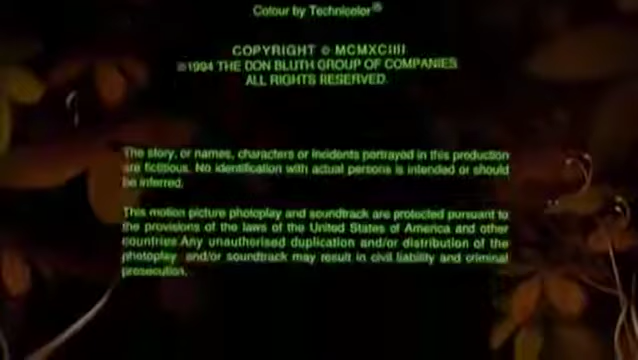 Colour by Technicolor®
COPYRIGHT © MCMXCIIII
©1994 THE DON BLUTH GROUP OF COMPANIES
ALL RIGHTS RESERVED.
The story, or names, characters or incidents portrayed in this production
are fictitious. No identification with actual persons is intended or should
be inferred.
This motion picture photoplay and soundtrack are protected pursuant to
the provisions of the laws of the United States of America and other
countries Any unauthorised duplication and/or distribution of the
photoplay and/or soundtrack may result in civil liability and criminal
prosecution.